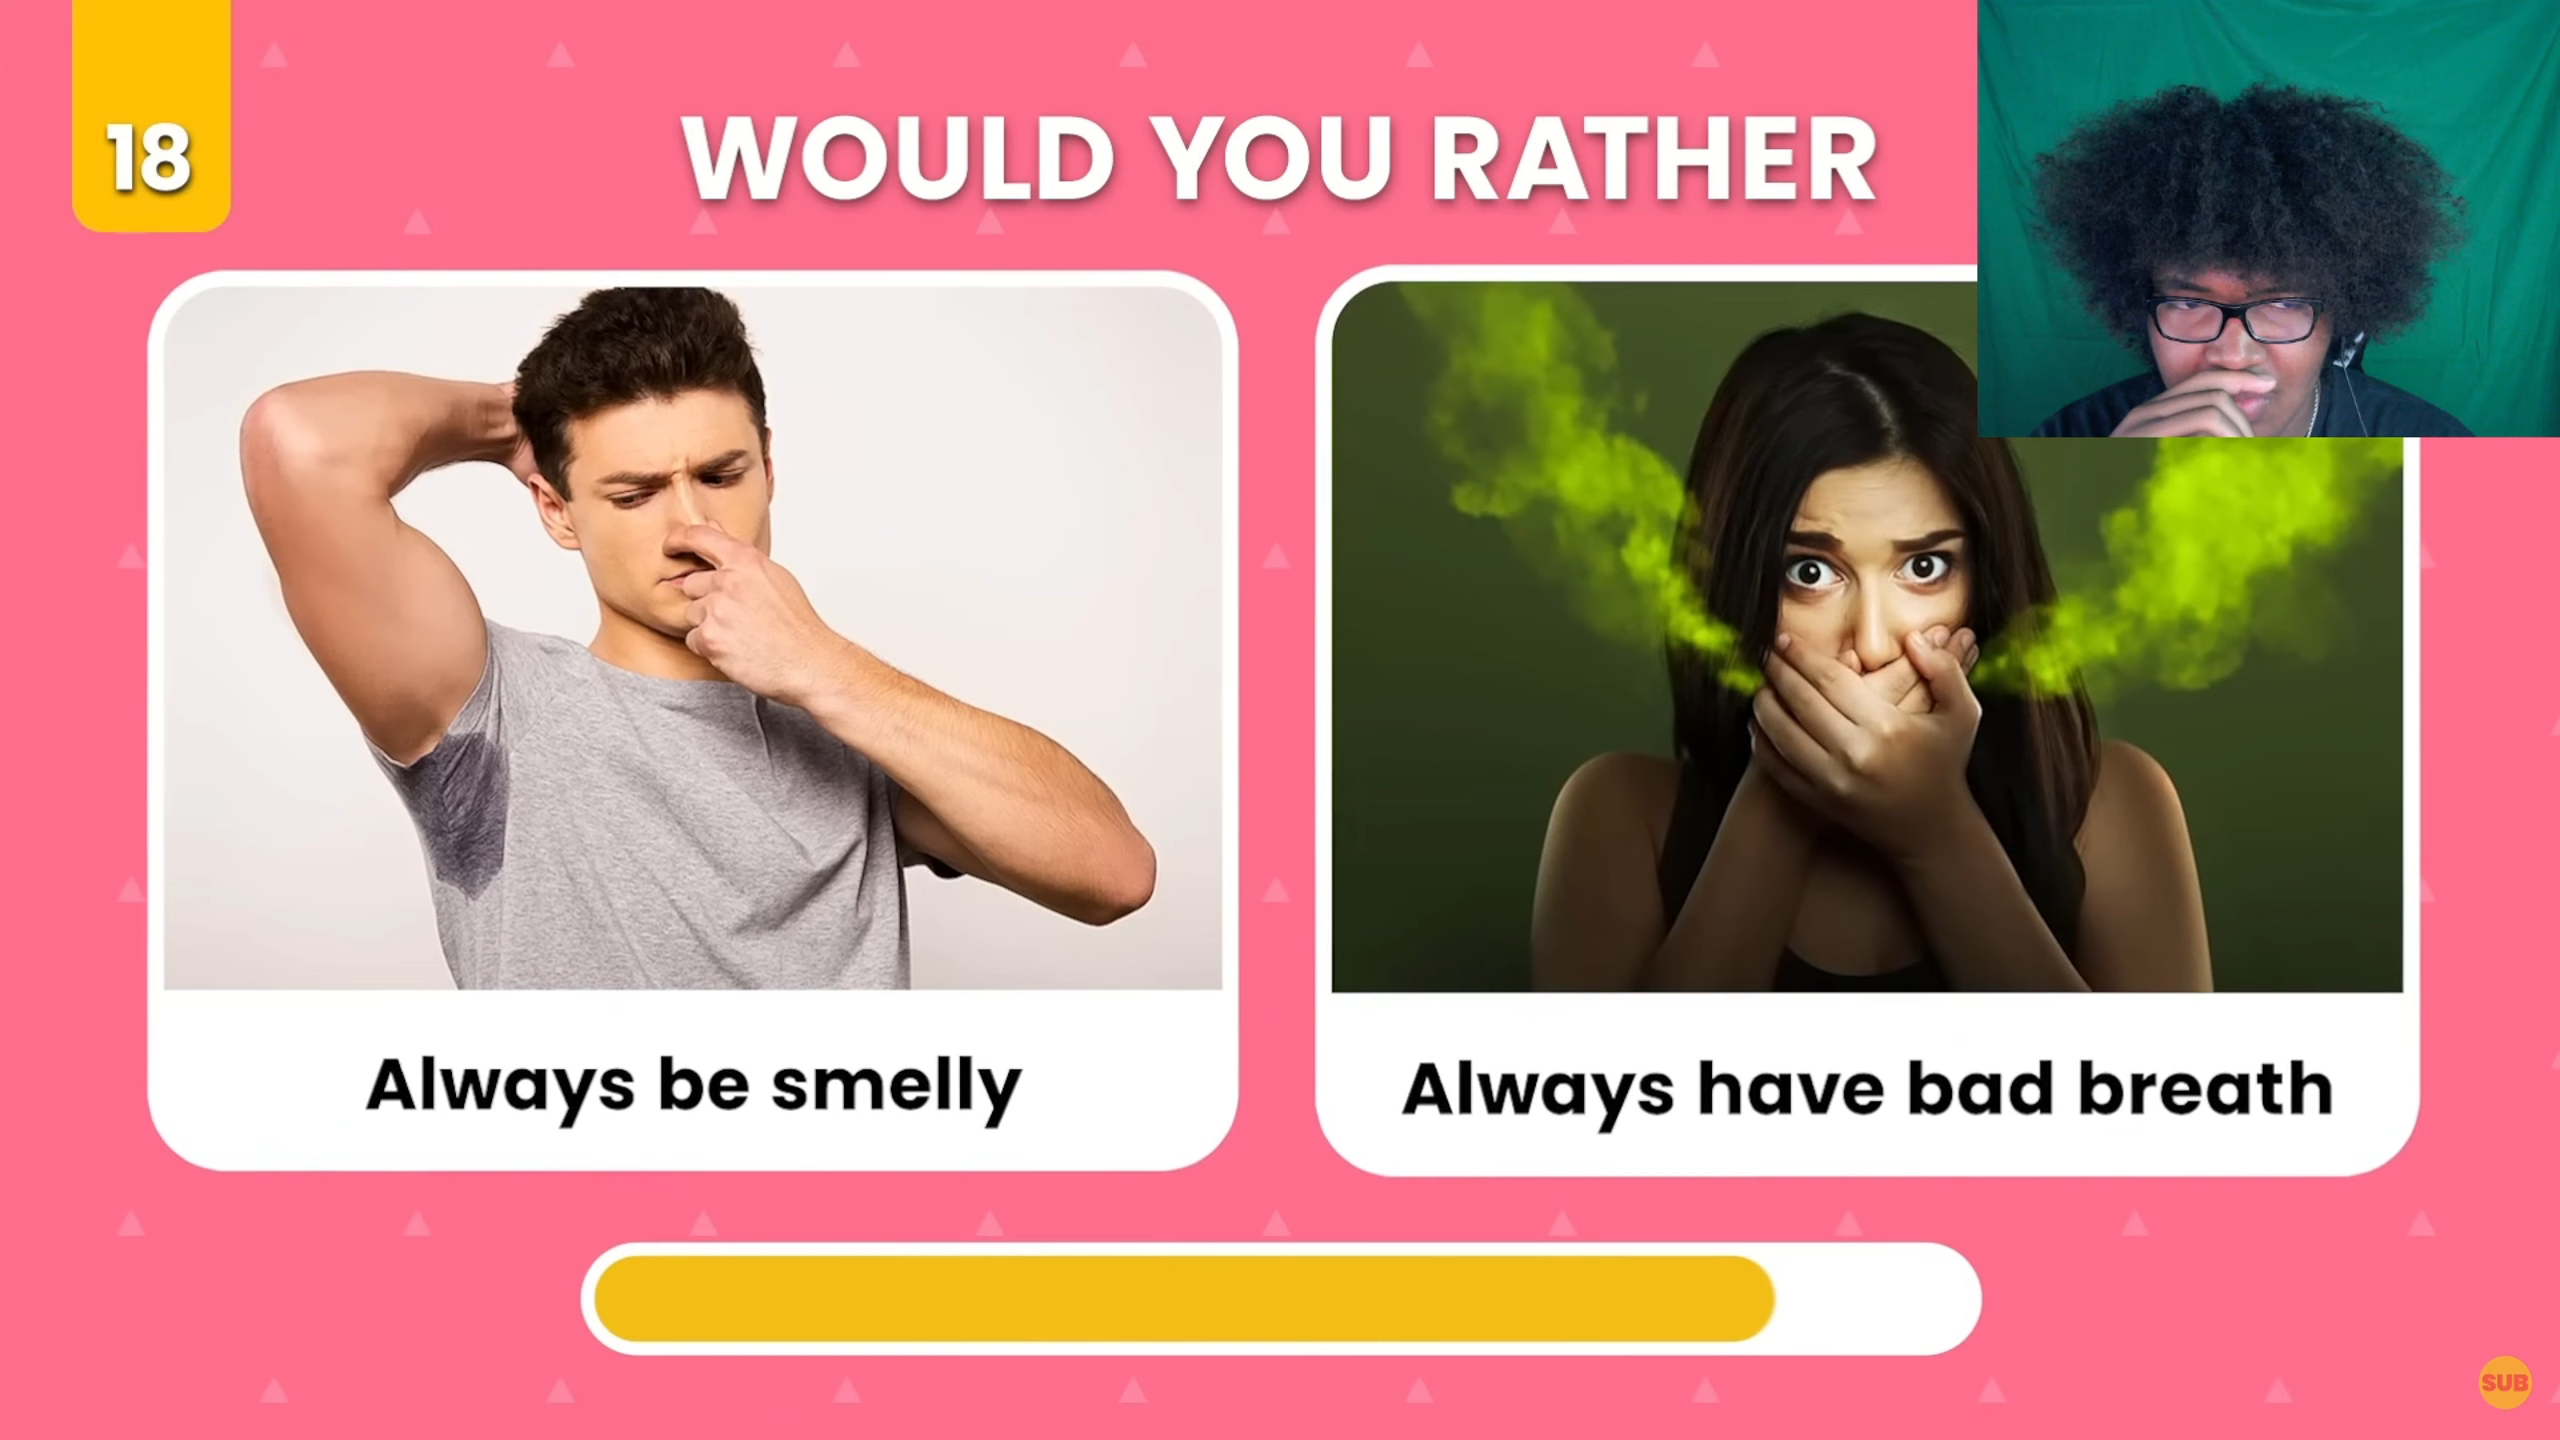 18
WOULD YOU RATHER
Always be smelly
Always have bad breath
SUB